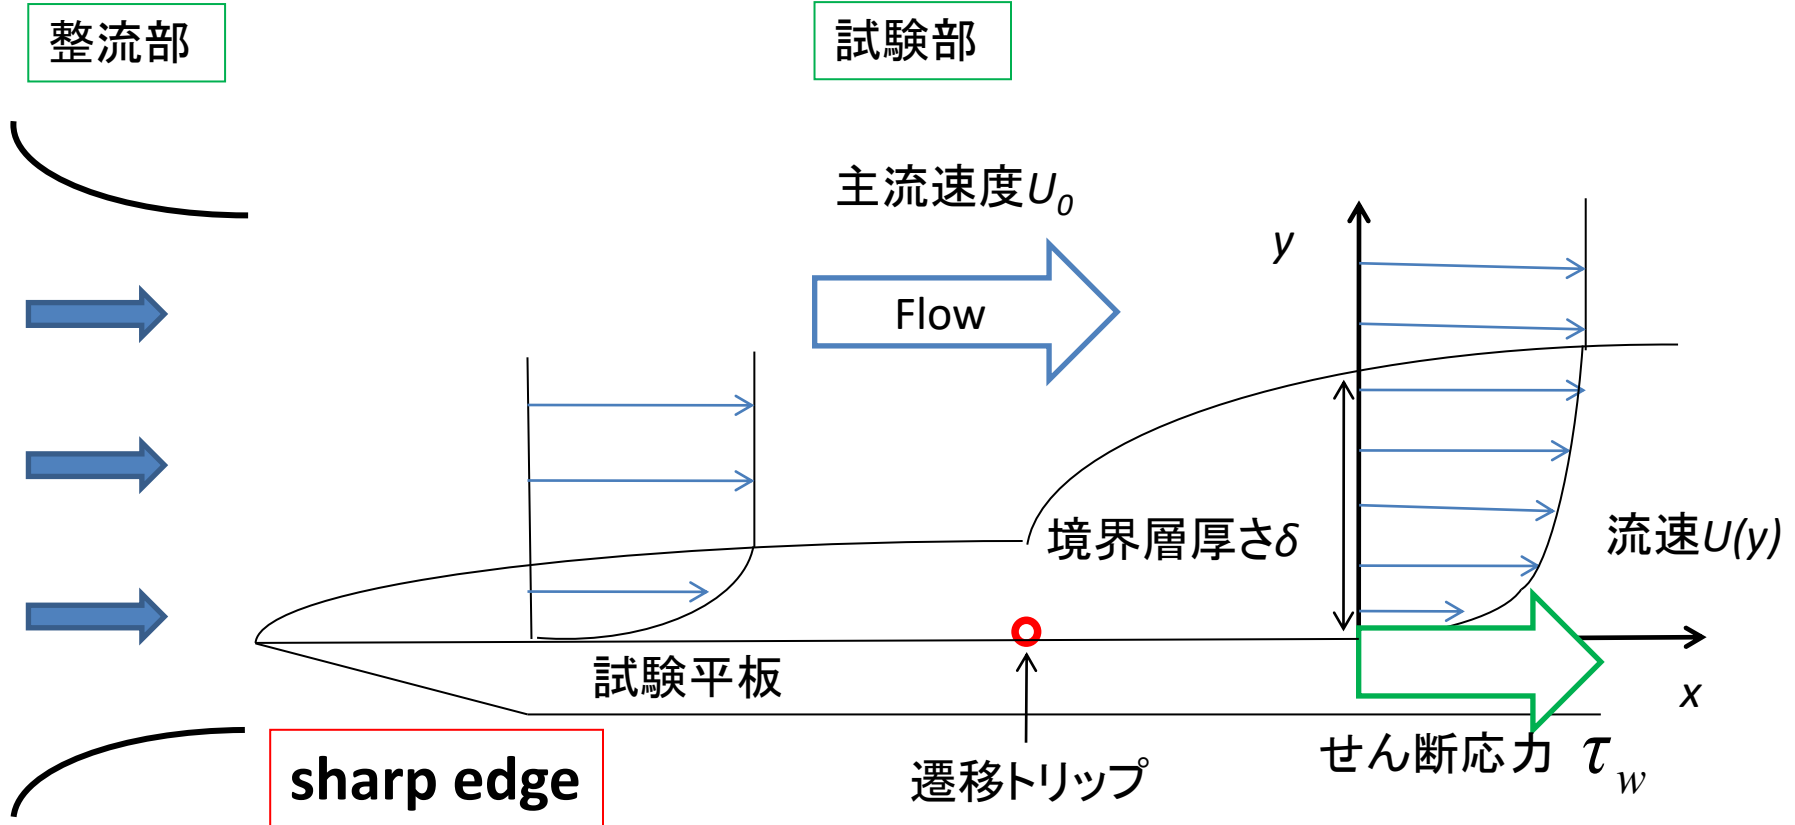 整流部
試験部
主流速度U₀
y
Flow
境界層厚さδ
流速U(y)
試験平板
x
せん断応力 τw
遷移トリップ
sharp edge